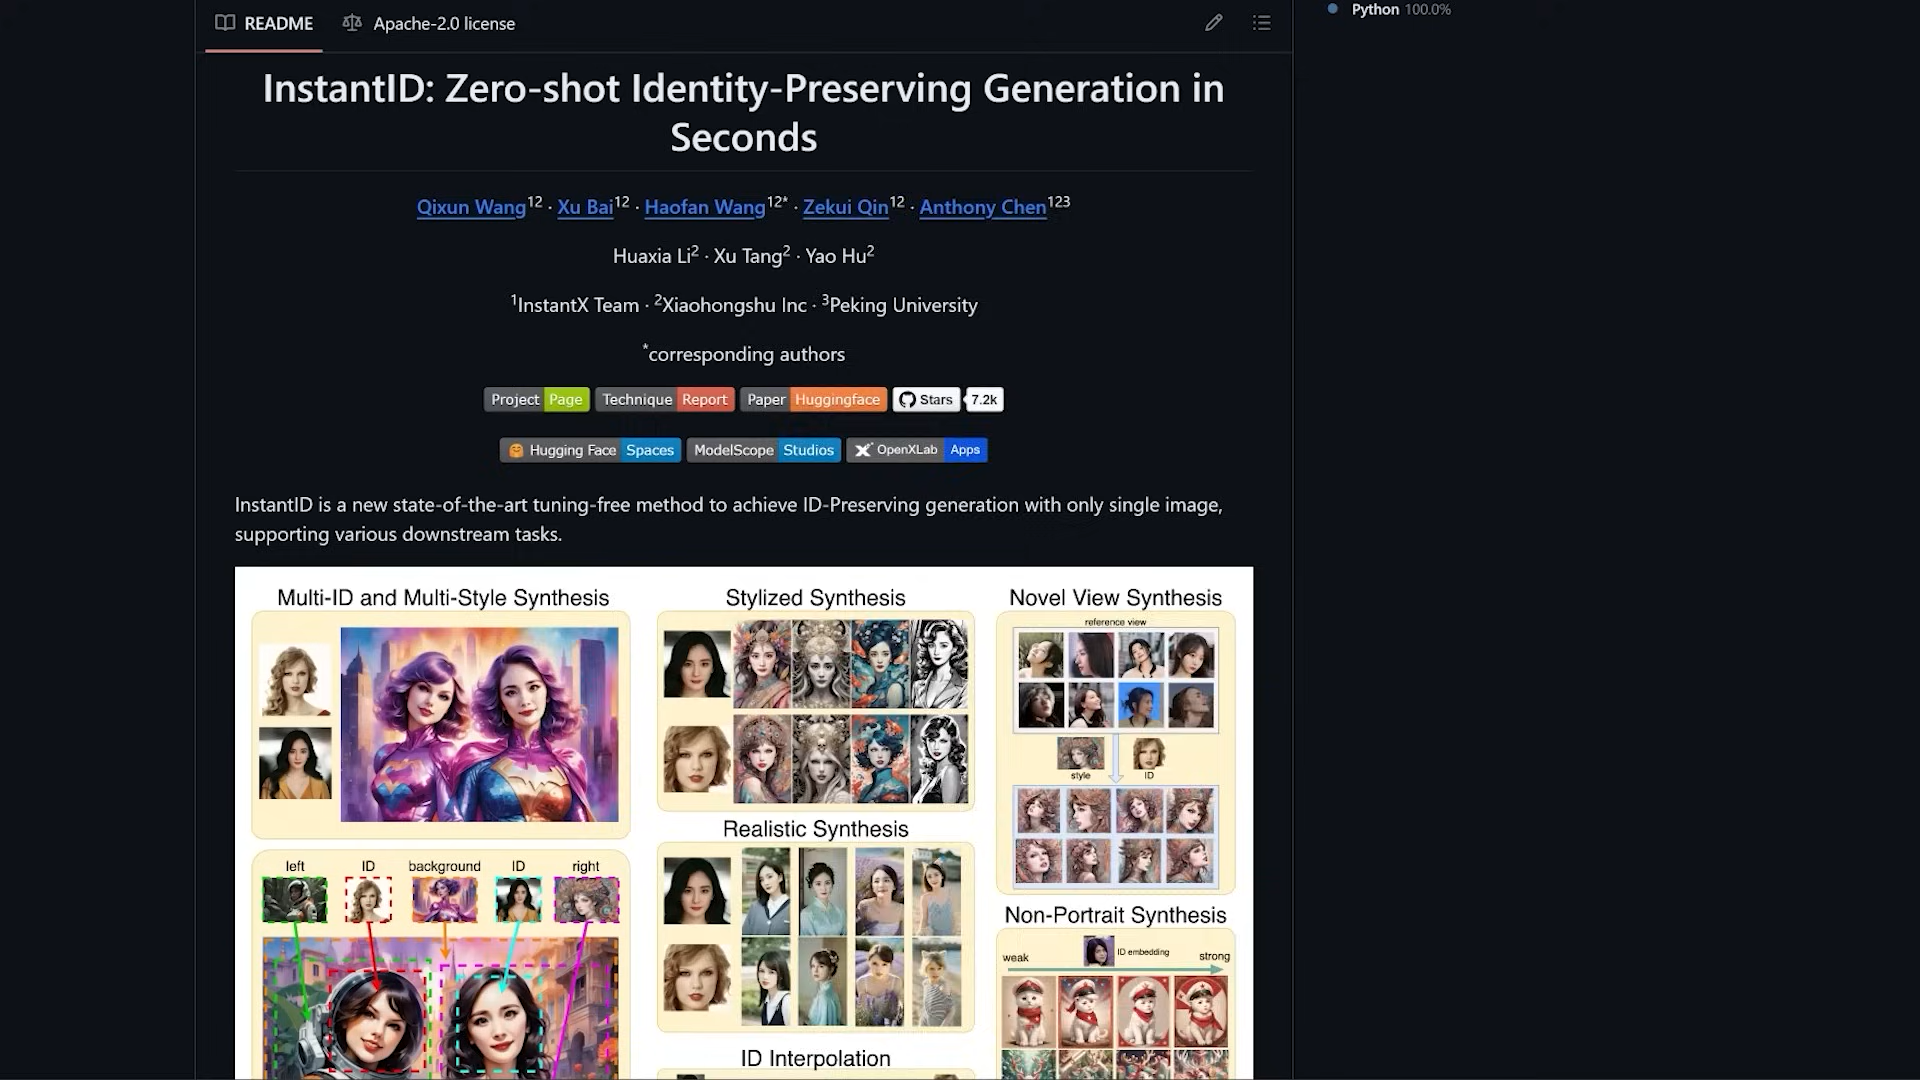 README
Apache-2.0 license
Python 100.0%
InstantID: Zero-shot Identity-Preserving Generation in
Seconds
Qixun Wang12 · Xu Bai12 · Haofan Wang12* · Zekui Qin12 · Anthony Chen123
Huaxia Li2 · Xu Tang2 · Yao Hu2
1InstantX Team · 2Xiaohongshu Inc · 3Peking University
*corresponding authors
Project Page Technique Report Paper Huggingface Stars 7.2k
Hugging Face Spaces ModelScope Studios OpenXLab Apps
InstantID is a new state-of-the-art tuning-free method to achieve ID-Preserving generation with only single image,
supporting various downstream tasks.
Multi-ID and Multi-Style Synthesis
left ID background ID right
Stylized Synthesis
Realistic Synthesis
ID Interpolation
Novel View Synthesis
reference view
style ID
Non-Portrait Synthesis
weak ID embedding strong